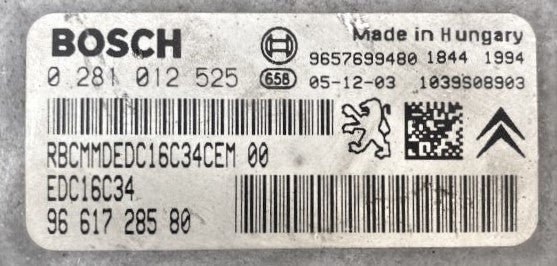 BOSCH
Made in Hungary
9657699480 1844 1994
0 281 012 525 658 05-12-03 1039S08903
RBCMMDEDC16C34CEM 00
EDC16C34
96 617 285 80